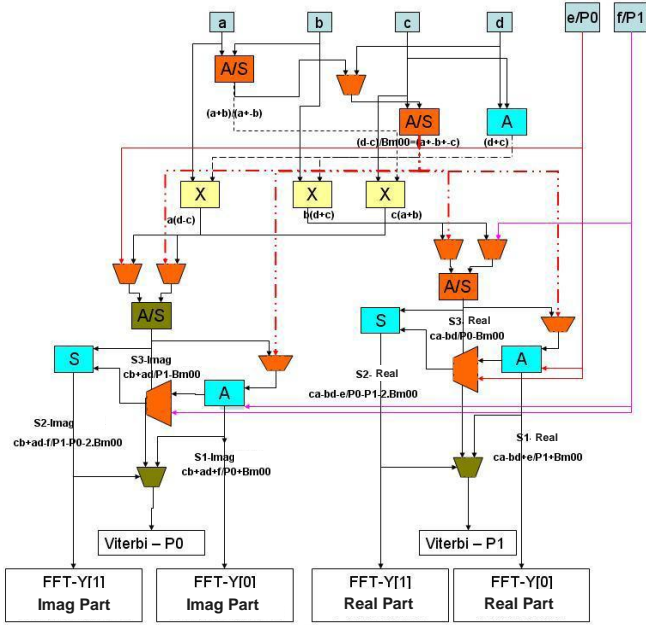 a
b
c
d
e/P0
f/P1
A/S
(a+b)/(a+-b)
A/S
A
(d-c)/Bm00=(a+-b+-c)
(d+c)
X
X
X
a(d-c)
b(d+c)
c(a+b)
A/S
A/S
S
S3-Imag
cb+ad/P1-Bm00
A
S2-Imag
cb+ad-f/P1-P0-2.Bm00
S1-Imag
cb+ad+f/P0+Bm00
S
S3- Real
ca-bd/P0-Bm00
A
S2- Real
ca-bd-e/P0-P1-2.Bm00
S1- Real
ca-bd+e/P1+Bm00
Viterbi – P0
Viterbi – P1
FFT-Y[1]
Imag Part
FFT-Y[0]
Imag Part
FFT-Y[1]
Real Part
FFT-Y[0]
Real Part